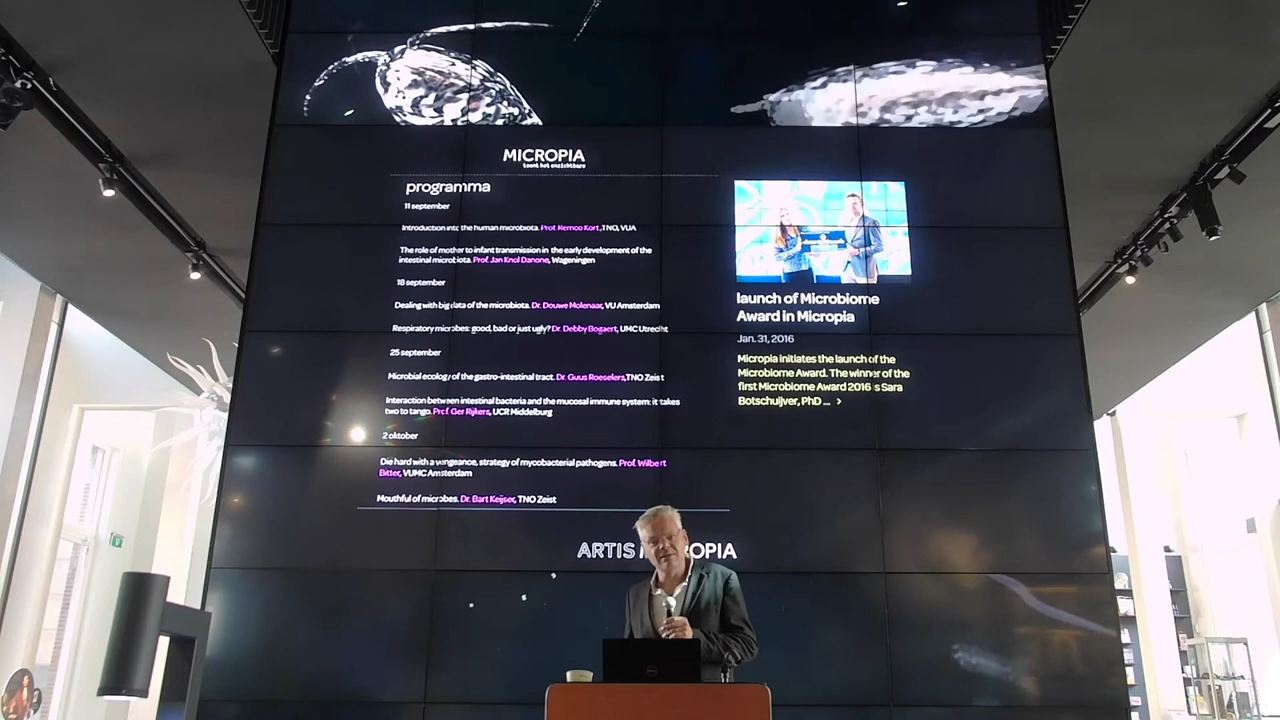 MICROPIA
toont het onzichtbare
programma
11 september
Introduction into the human microbiota. Prof. Remco Kort, TNO, VUA
The role of mother to infant transmission in the early development of the
intestinal microbiota. Prof. Jan Knol Danone, Wageningen
18 september
Dealing with big data of the microbiota. Dr. Douwe Molenaar, VU Amsterdam
Respiratory microbes: good, bad or just ugly? Dr. Debby Bogaert, UMC Utrecht
25 september
Microbial ecology of the gastro-intestinal tract. Dr. Guus Roeselers,TNO Zeist
Interaction between intestinal bacteria and the mucosal immune system: it takes
two to tango. Prof. Ger Rijkers, UCR Middelburg
2 oktober
Die hard with a vengeance, strategy of mycobacterial pathogens. Prof. Wilbert
Bitter, VUMC Amsterdam
Mouthful of microbes. Dr. Bart Keijser, TNO Zeist
launch of Microbiome
Award in Micropia
Jan. 31, 2016
Micropia initiates the launch of the
Microbiome Award. The winner of the
first Microbiome Award 2016 is Sara
Botschuijver, PhD ... >
ARTIS M OPIA
DELL